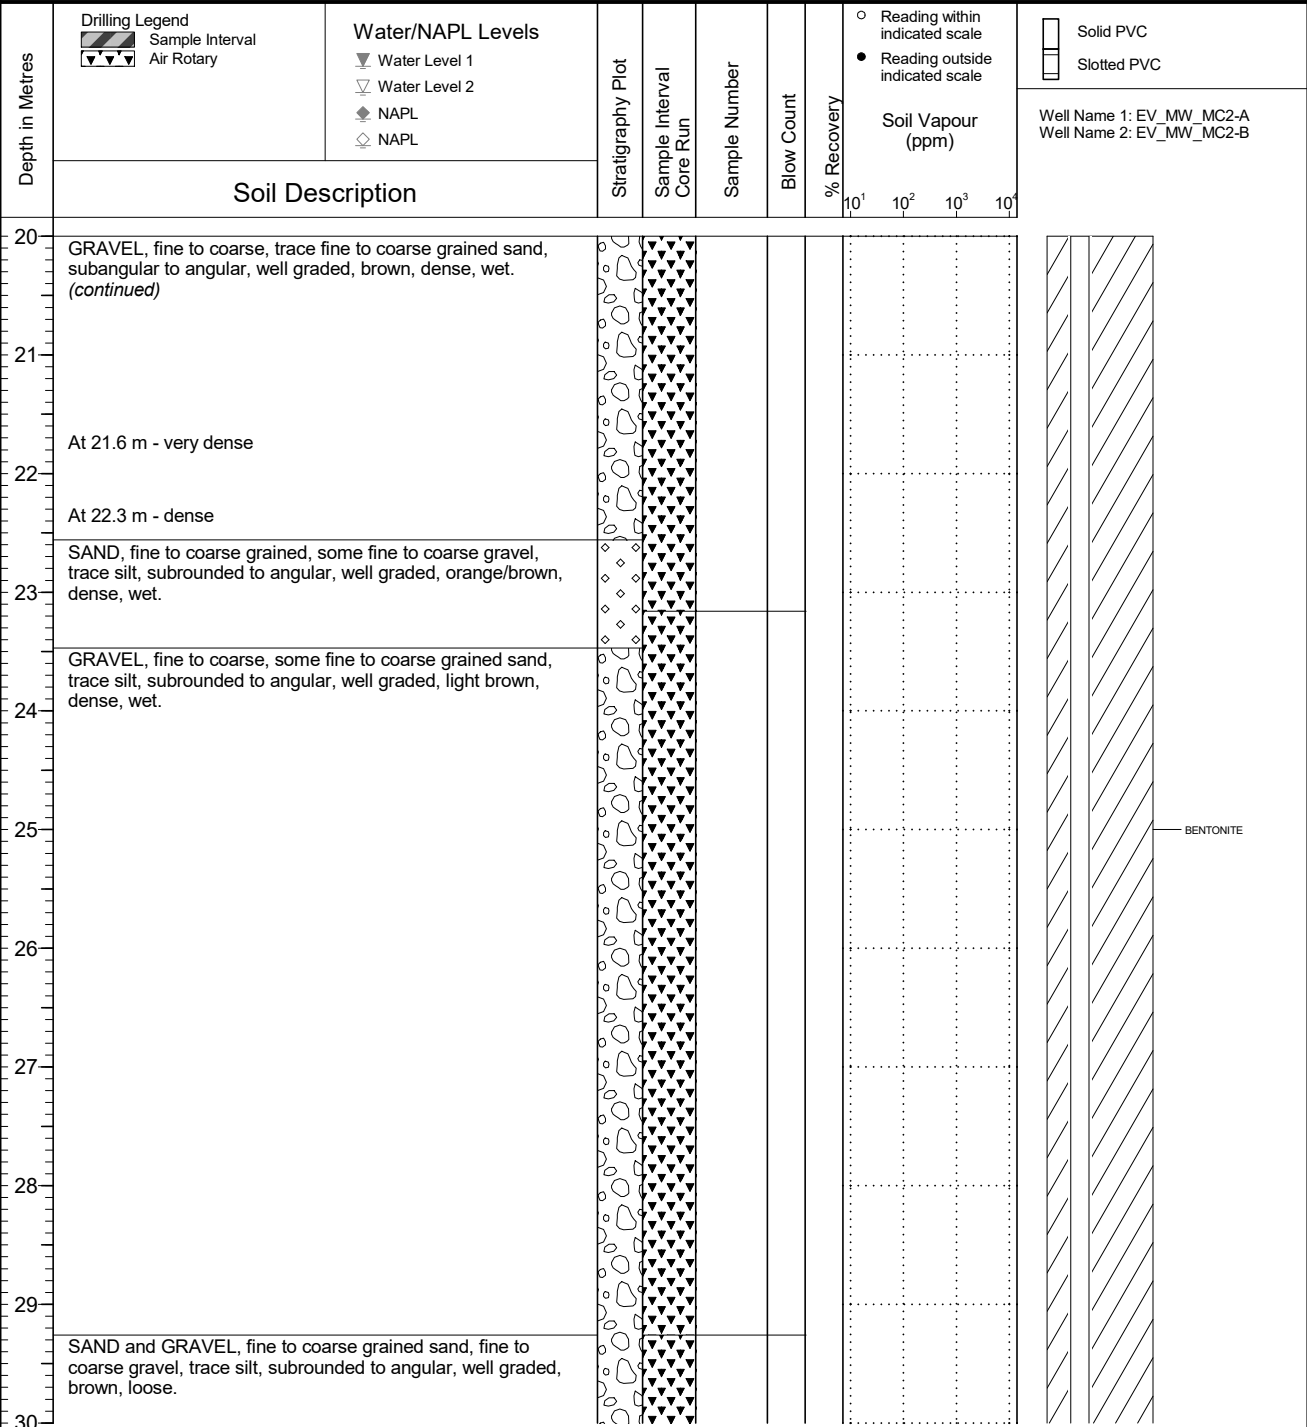 Drilling Legend
Sample Interval
Air Rotary
Water/NAPL Levels
Water Level 1
Water Level 2
NAPL
NAPL
Depth in Metres
Soil Description
Stratigraphy Plot
Sample Interval
Core Run
Sample Number
Blow Count
% Recovery
Reading within
indicated scale
Reading outside
indicated scale
Soil Vapour
(ppm)
10¹ 10² 10³ 10⁴
Solid PVC
Slotted PVC
Well Name 1: EV_MW_MC2-A
Well Name 2: EV_MW_MC2-B
20
GRAVEL, fine to coarse, trace fine to coarse grained sand,
subangular to angular, well graded, brown, dense, wet.
(continued)
21
At 21.6 m - very dense
22
At 22.3 m - dense
SAND, fine to coarse grained, some fine to coarse gravel,
trace silt, subrounded to angular, well graded, orange/brown,
dense, wet.
23
GRAVEL, fine to coarse, some fine to coarse grained sand,
trace silt, subrounded to angular, well graded, light brown,
dense, wet.
24
25
BENTONITE
26
27
28
29
SAND and GRAVEL, fine to coarse grained sand, fine to
coarse gravel, trace silt, subrounded to angular, well graded,
brown, loose.
30